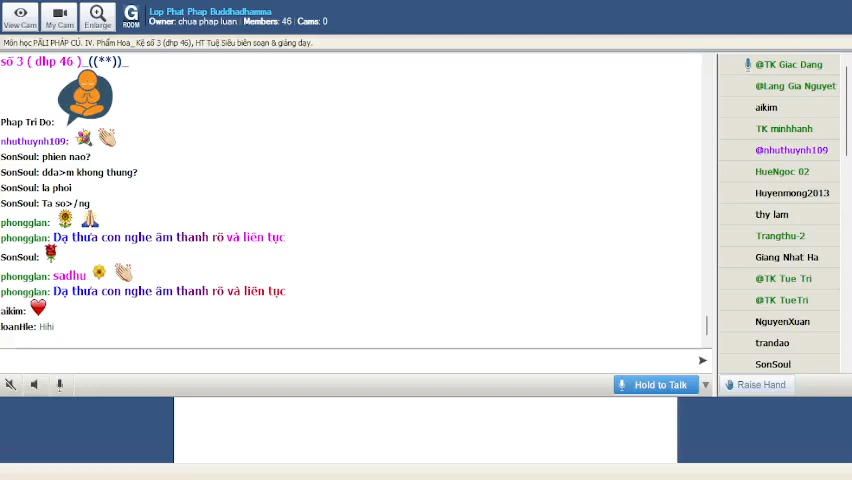 View Cam
My Cam
Enlarge
G ROOM
Lop Phat Phap Buddhadhamma
Owner: chua phap luan | Members: 46 | Cams: 0
Môn học PĀLI PHÁP CÚ. IV. Phẩm Hoa_ Kệ số 3 (dhp 46), HT Tuệ Siêu biên soạn & giảng dạy.
số 3 ( dhp 46 )_((**))_
Phap Tri Do:
nhuthuynh109:
SonSoul: phien nao?
SonSoul: dda>m khong thung?
SonSoul: la phoi
SonSoul: Ta so>/ng
phongglan:
phongglan: Dạ thưa con nghe âm thanh rõ và liên tục
SonSoul:
phongglan: sadhu
phongglan: Dạ thưa con nghe âm thanh rõ và liên tục
aikim:
loanHie: Hihi
Hold to Talk
@TK Giac Dang
@Lang Gia Nguyet
aikim
TK minhhanh
@nhuthuynh109
HueNgoc 02
Huyenmong2013
thy lam
Trangthu-2
Giang Nhat Ha
@TK Tue Tri
@TK TueTri
NguyenXuan
trandao
SonSoul
Raise Hand